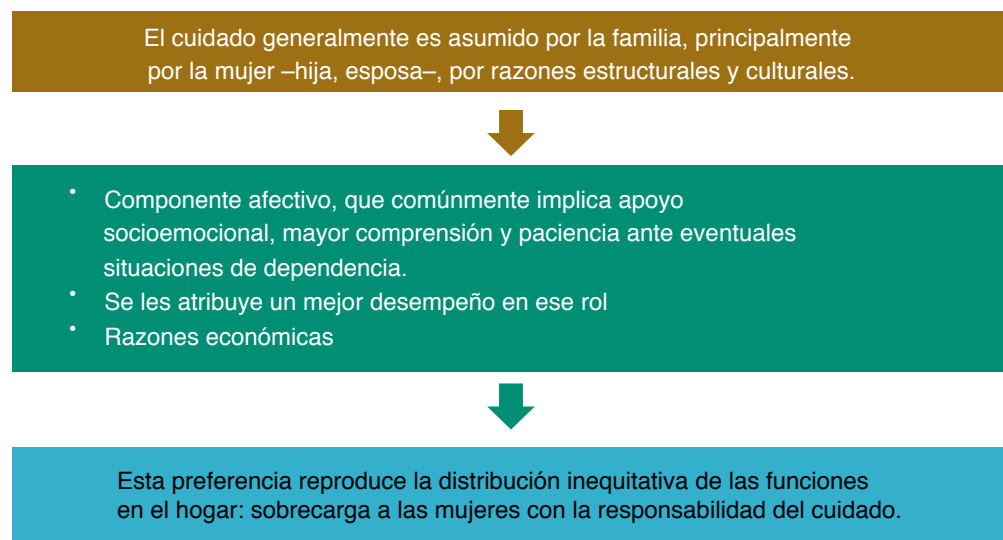 El cuidado generalmente es asumido por la familia, principalmente
por la mujer –hija, esposa–, por razones estructurales y culturales.
• Componente afectivo, que comúnmente implica apoyo
socioemocional, mayor comprensión y paciencia ante eventuales
situaciones de dependencia.
• Se les atribuye un mejor desempeño en ese rol
• Razones económicas
Esta preferencia reproduce la distribución inequitativa de las funciones
en el hogar: sobrecarga a las mujeres con la responsabilidad del cuidado.